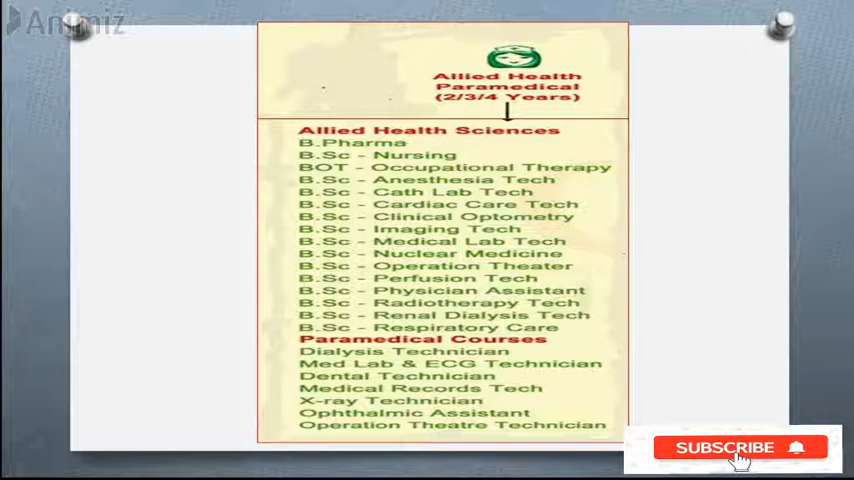 Animiz
Allied Health
Paramedical
(2/3/4 Years)
Allied Health Sciences
B.Pharma
B.Sc - Nursing
BOT - Occupational Therapy
B.Sc - Anesthesia Tech
B.Sc - Cath Lab Tech
B.Sc - Cardiac Care Tech
B.Sc - Clinical Optometry
B.Sc - Imaging Tech
B.Sc - Medical Lab Tech
B.Sc - Nuclear Medicine
B.Sc - Operation Theater
B.Sc - Perfusion Tech
B.Sc - Physician Assistant
B.Sc - Radiotherapy Tech
B.Sc - Renal Dialysis Tech
B.Sc - Respiratory Care
Paramedical Courses
Dialysis Technician
Med Lab & ECG Technician
Dental Technician
Medical Records Tech
X-ray Technician
Ophthalmic Assistant
Operation Theatre Technician
SUBSCRIBE